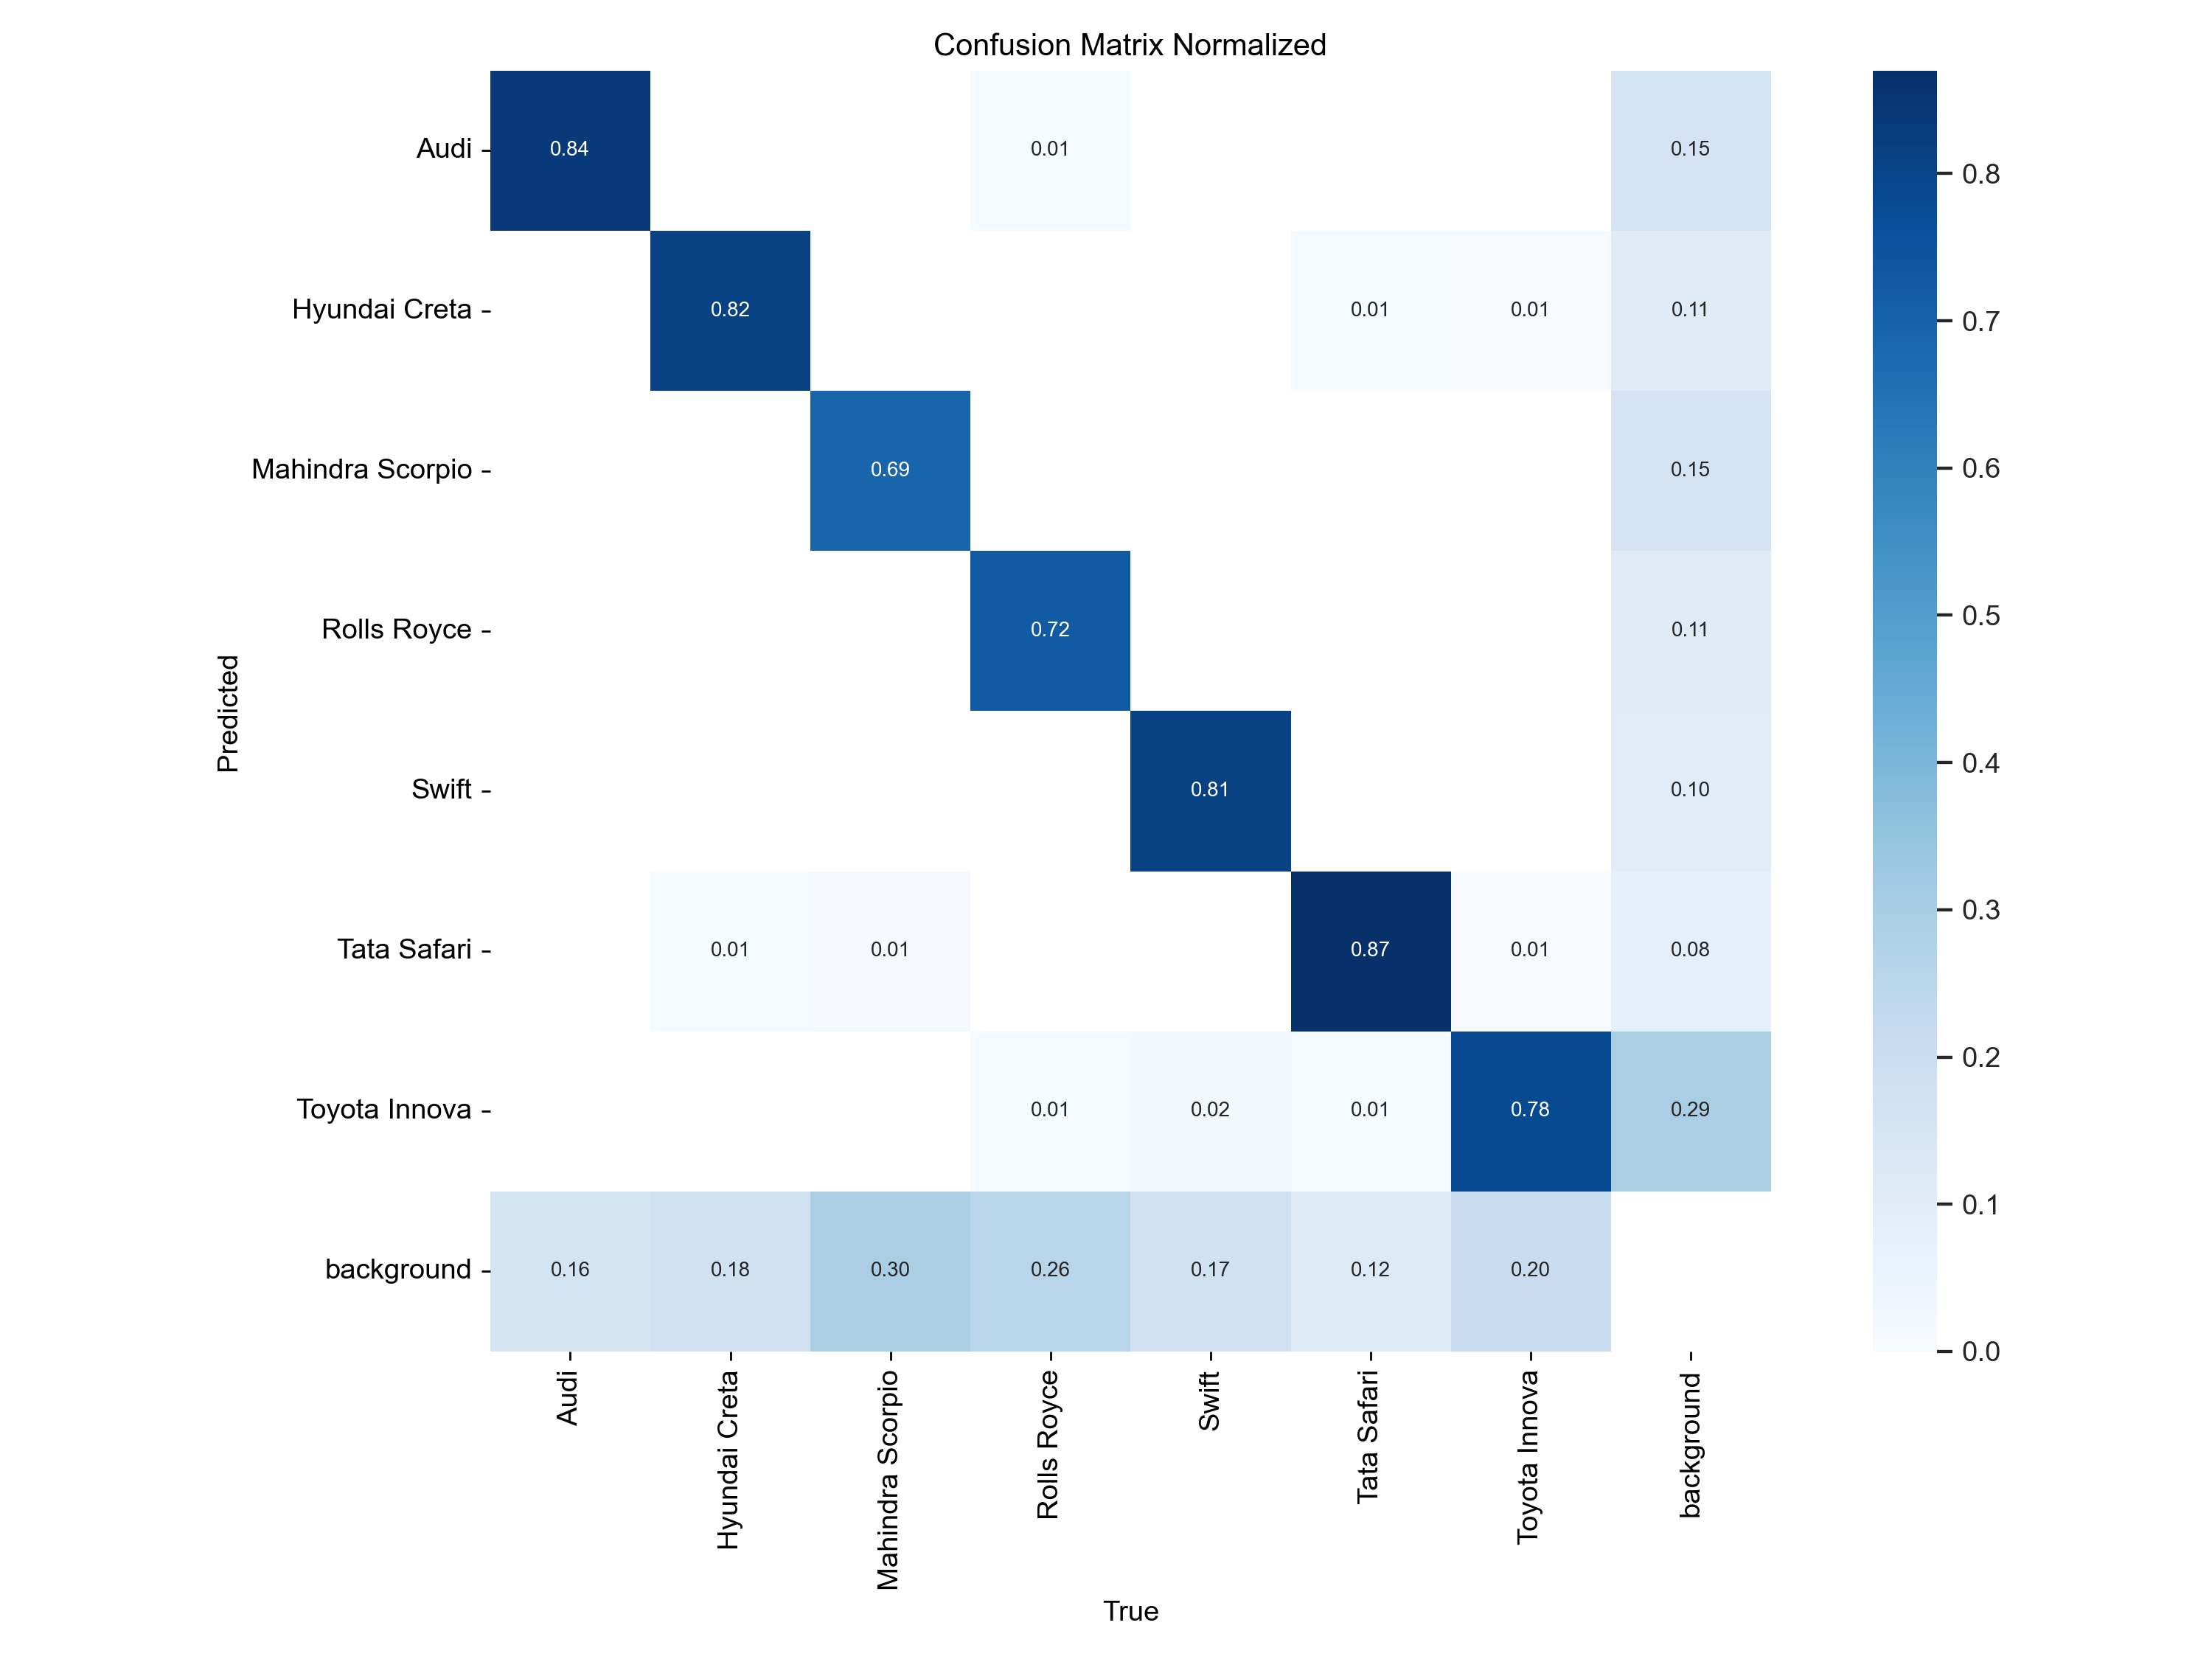 Confusion Matrix Normalized
Audi 0.84 0.01 0.15
Hyundai Creta 0.82 0.01 0.01 0.11
Mahindra Scorpio 0.69 0.15
Rolls Royce 0.72 0.11
Swift 0.81 0.10
Tata Safari 0.01 0.01 0.87 0.01 0.08
Toyota Innova 0.01 0.02 0.01 0.78 0.29
background 0.16 0.18 0.30 0.26 0.17 0.12 0.20
Predicted
Audi
Hyundai Creta
Mahindra Scorpio
Rolls Royce
Swift
Tata Safari
Toyota Innova
background
True
0.8
0.7
0.6
0.5
0.4
0.3
0.2
0.1
0.0